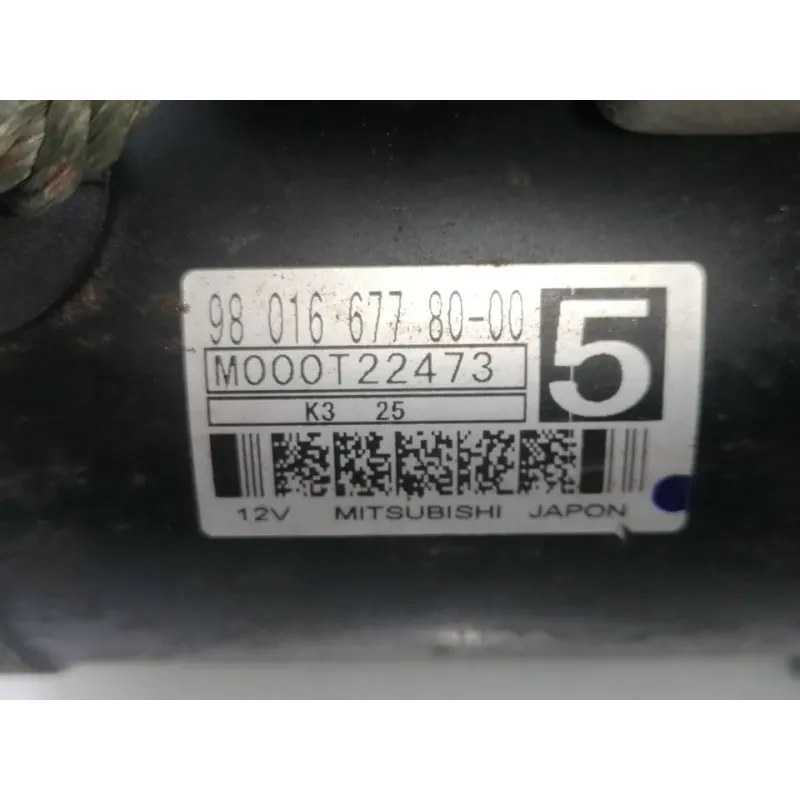 98 016 677 80-00
5
M000T22473
K3 25
12V MITSUBISHI JAPON